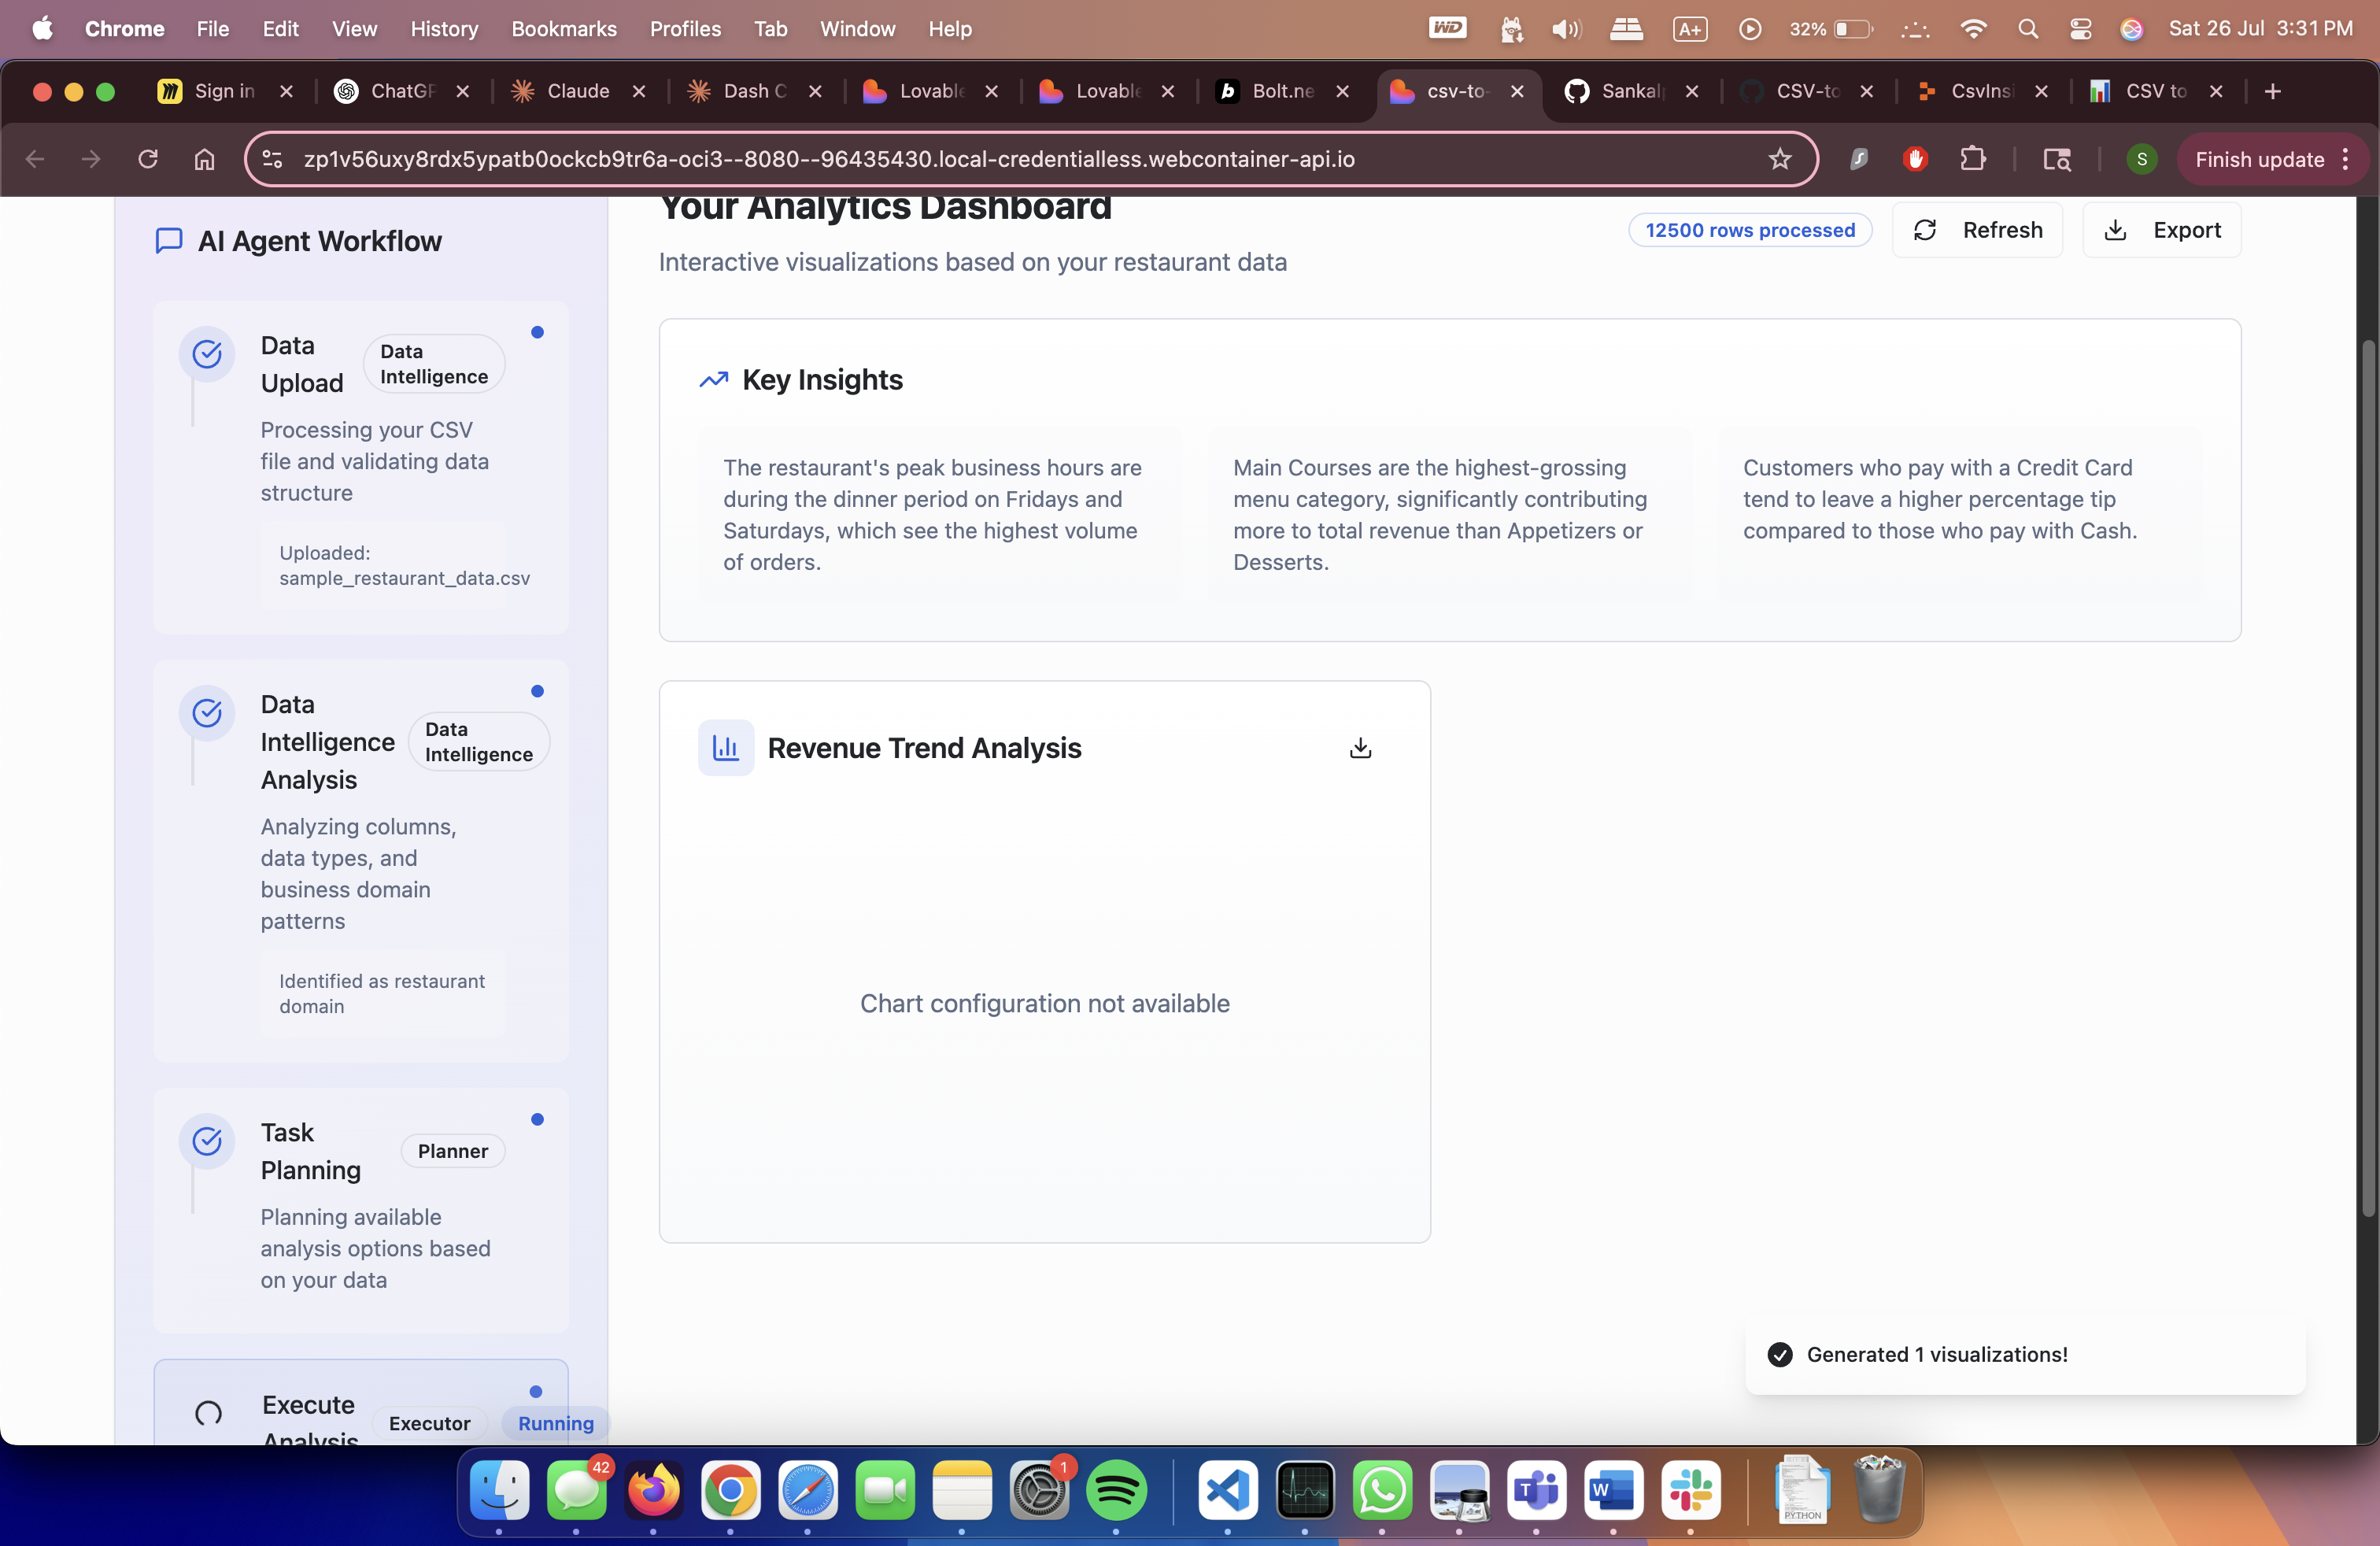 Chrome File Edit View History Bookmarks Profiles Tab Window Help
WD A+ 32% Sat 26 Jul 3:31 PM
Sign in ChatGP Claude Dash C Lovable Lovable Bolt.ne csv-to- Sankal CSV-to CsvInsi CSV to
zp1v56uxy8rdx5ypatb0ockcb9tr6a-oci3--8080--96435430.local-credentialless.webcontainer-api.io
S Finish update
AI Agent Workflow
Data
Upload
Data
Intelligence
Processing your CSV
file and validating data
structure
Uploaded:
sample_restaurant_data.csv
Data
Intelligence
Analysis
Data
Intelligence
Analyzing columns,
data types, and
business domain
patterns
Identified as restaurant
domain
Task
Planning
Planner
Planning available
analysis options based
on your data
Execute
Analysis
Executor
Running
Your Analytics Dashboard
Interactive visualizations based on your restaurant data
12500 rows processed
Refresh
Export
Key Insights
The restaurant's peak business hours are
during the dinner period on Fridays and
Saturdays, which see the highest volume
of orders.
Main Courses are the highest-grossing
menu category, significantly contributing
more to total revenue than Appetizers or
Desserts.
Customers who pay with a Credit Card
tend to leave a higher percentage tip
compared to those who pay with Cash.
Revenue Trend Analysis
Chart configuration not available
Generated 1 visualizations!
42
1
T
W
PYTHON